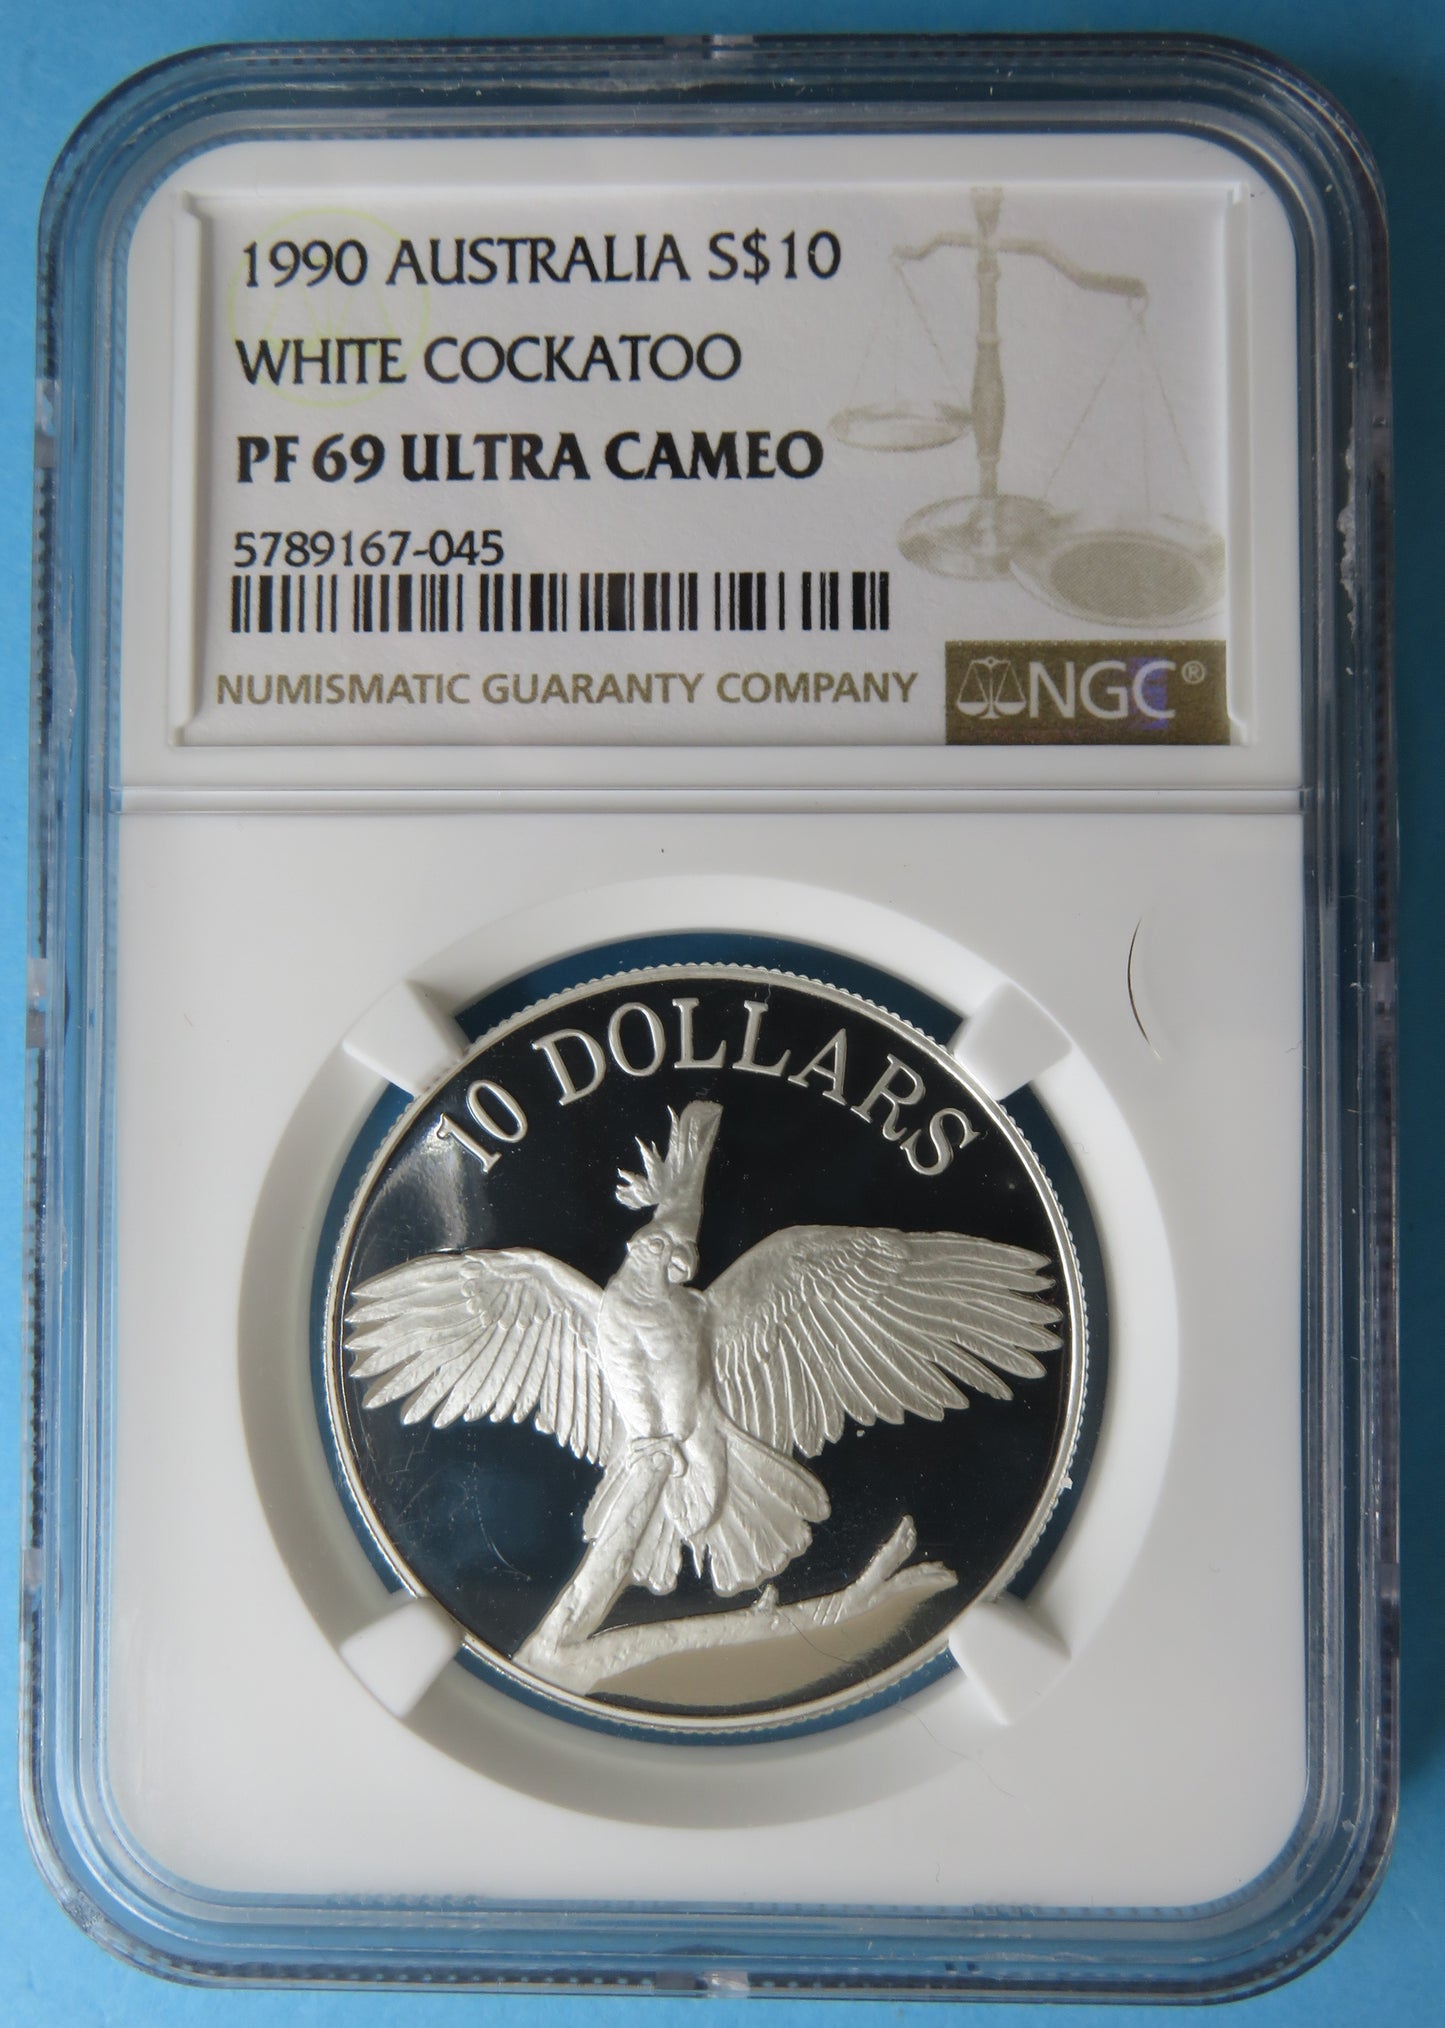 1990 AUSTRALIA S$10
WHITE COCKATOO
PF 69 ULTRA CAMEO
5789167-045
NUMISMATIC GUARANTY COMPANY
NGC®
10 DOLLARS